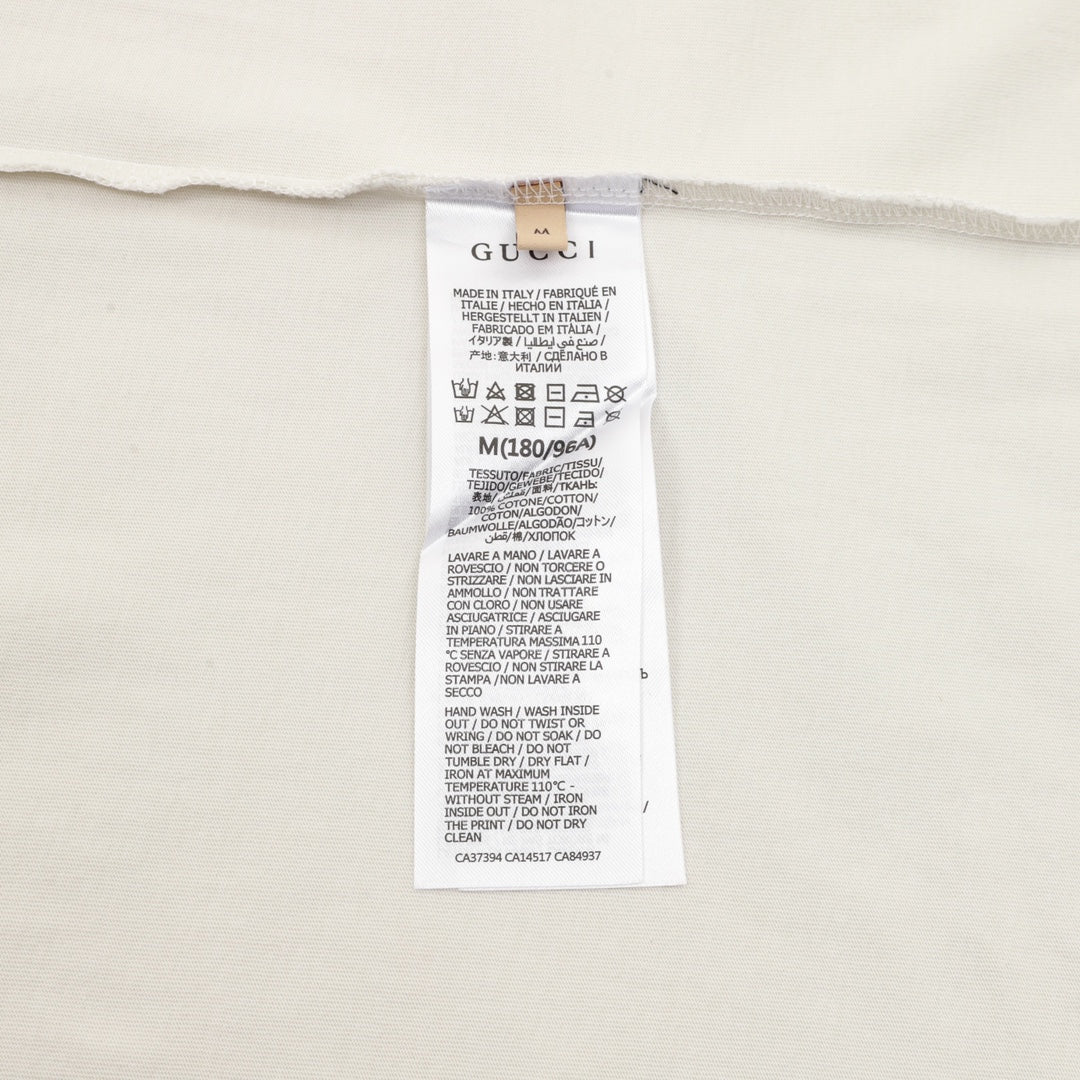 M
GUCCI
MADE IN ITALY / FABRIQUÉ EN
ITALIE / HECHO EN ITALIA /
HERGESTELLT IN ITALIEN /
FABRICADO EM ITÁLIA /
イタリア製 / صنع في ايطاليا /
产地：意大利 / СДЕЛАНО В
ИТАЛИИ
M(180/96A)
TESSUTO/FABRIC/TISSU/
TEJIDO/GEWEBE/TECIDO/
表地/قماش/面料/ТКАНЬ:
100% COTONE/COTTON/
COTON/ALGODON/
BAUMWOLLE/ALGODÃO/コットン/
قطن/棉/ХЛОПОК
LAVARE A MANO / LAVARE A
ROVESCIO / NON TORCERE O
STRIZZARE / NON LASCIARE IN
AMMOLLO / NON TRATTARE
CON CLORO / NON USARE
ASCIUGATRICE / ASCIUGARE
IN PIANO / STIRARE A
TEMPERATURA MASSIMA 110
°C SENZA VAPORE / STIRARE A
ROVESCIO / NON STIRARE LA
STAMPA /NON LAVARE A
SECCO
HAND WASH / WASH INSIDE
OUT / DO NOT TWIST OR
WRING / DO NOT SOAK / DO
NOT BLEACH / DO NOT
TUMBLE DRY / DRY FLAT /
IRON AT MAXIMUM
TEMPERATURE 110°C -
WITHOUT STEAM / IRON
INSIDE OUT / DO NOT IRON
THE PRINT / DO NOT DRY
CLEAN
CA37394 CA14517 CA84937